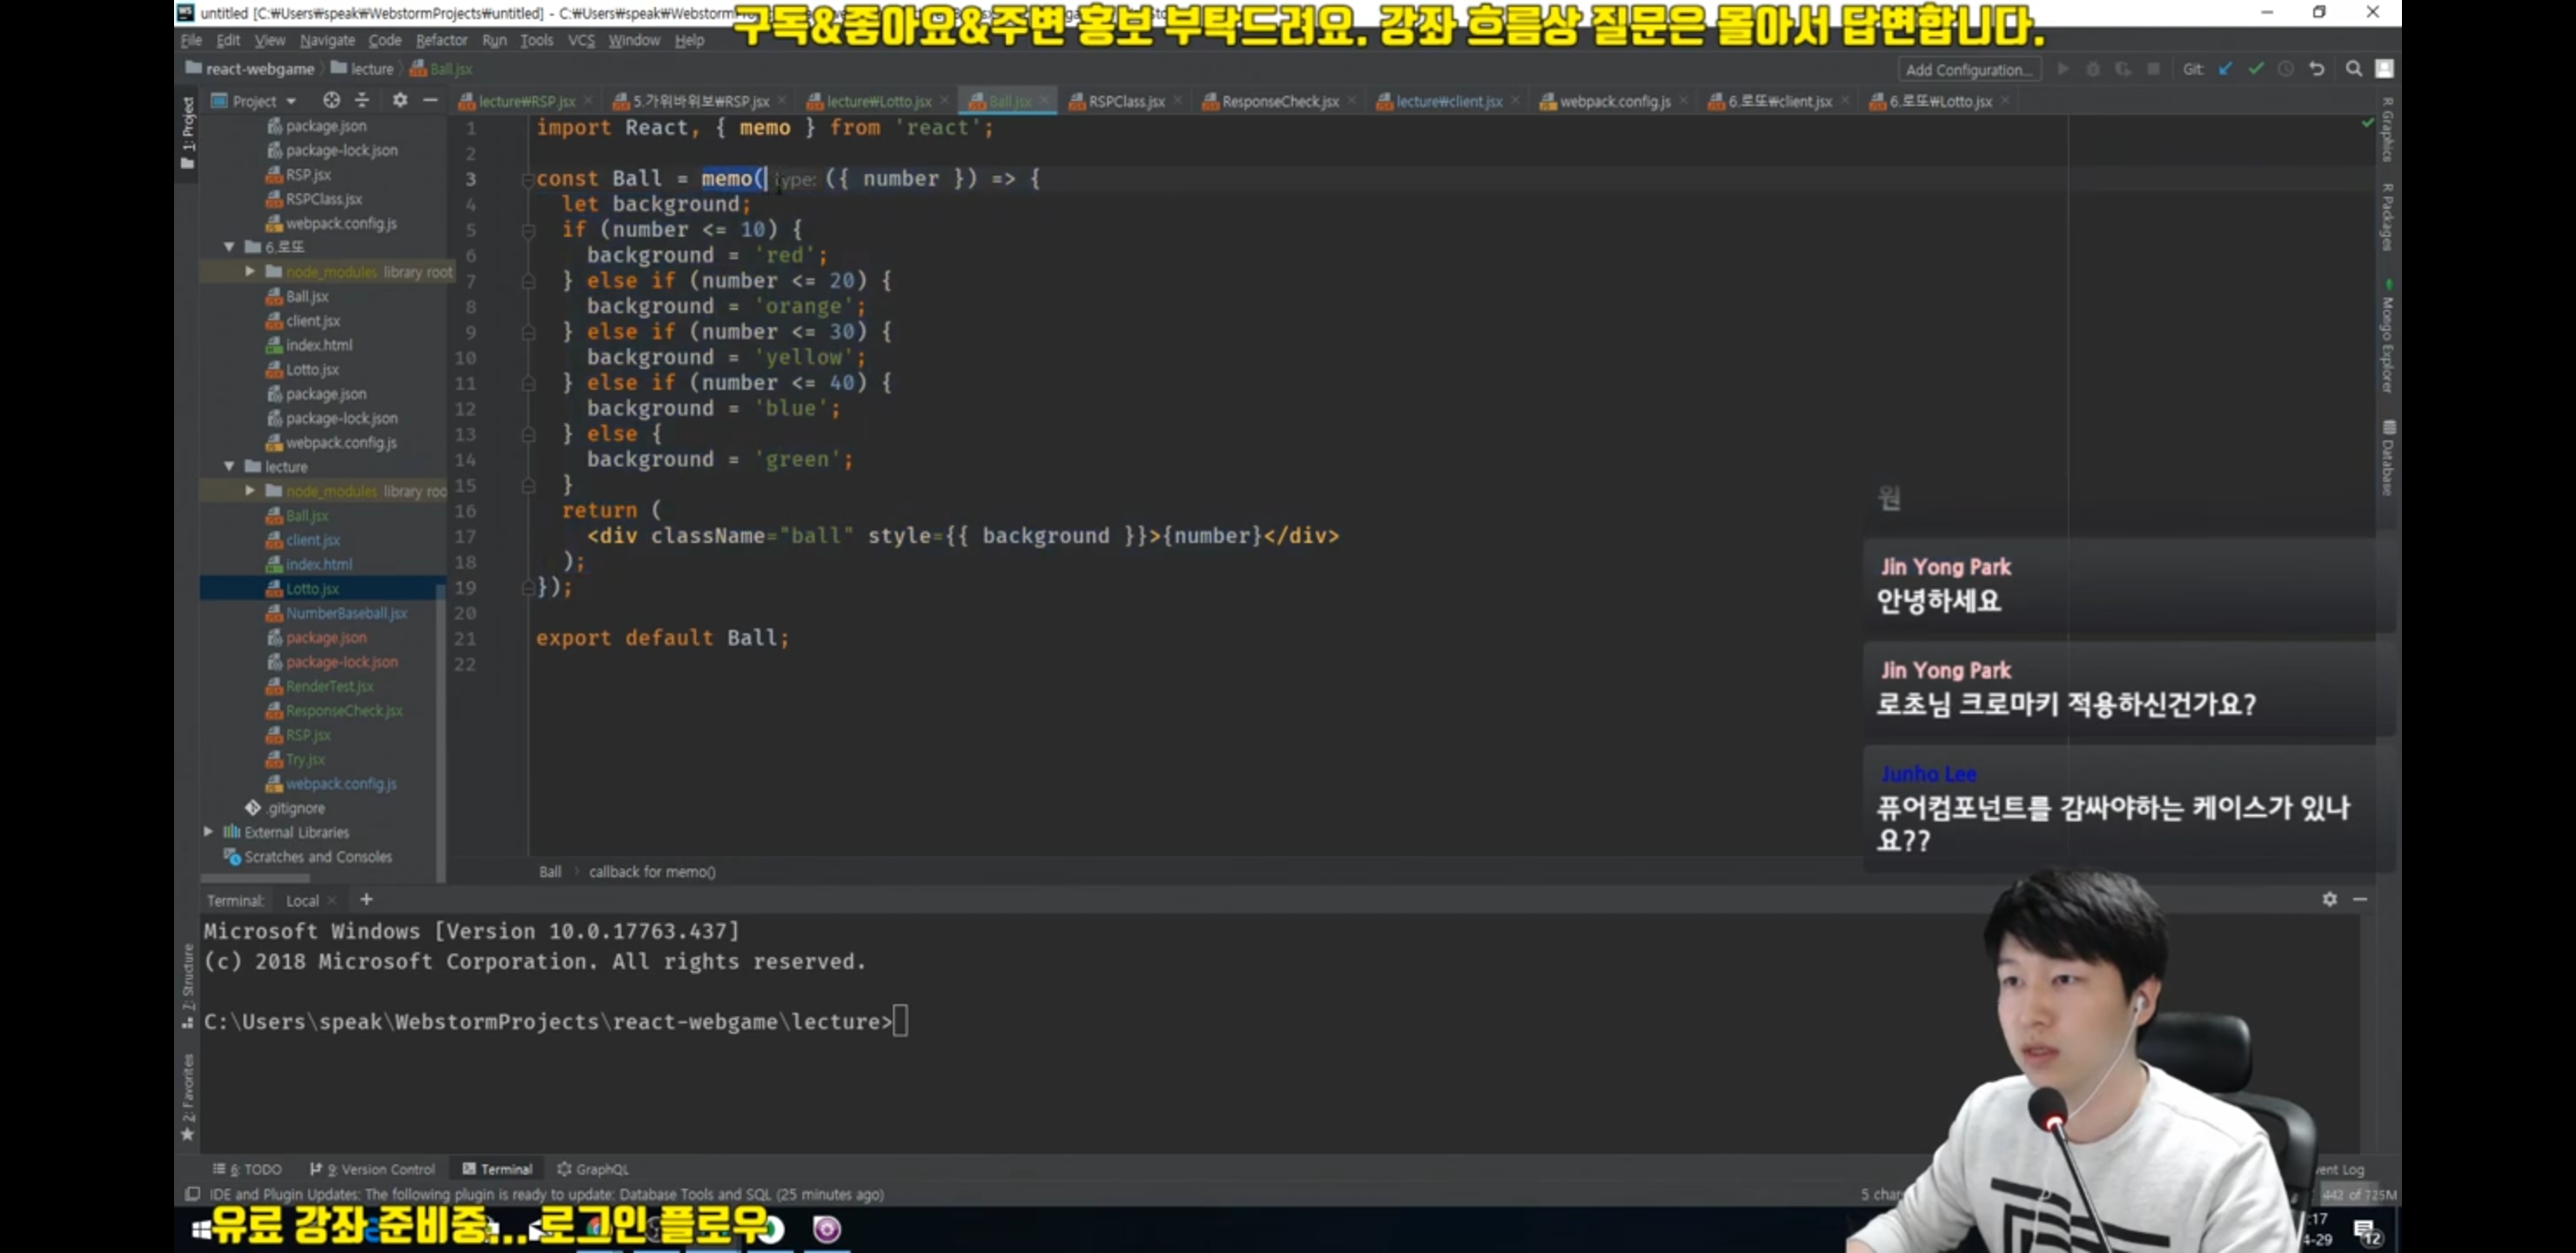 untitled [C:₩Users₩speak₩WebstormProjects₩untitled] - C:₩Users₩speak₩WebstormPro
구독&좋아요&주변 홍보 부탁드려요. 강좌 흐름상 질문은 몰아서 답변합니다.
File Edit View Navigate Code Refactor Run Tools VCS Window Help
react-webgame lecture Ball.jsx
Add Configuration... Git:
1: Project
Project
lecture₩RSP.jsx 5.가위바위보₩RSP.jsx lecture₩Lotto.jsx Ball.jsx RSPClass.jsx ResponseCheck.jsx lecture₩client.jsx webpack.config.js 6.로또₩client.jsx 6.로또₩Lotto.jsx
package.json
package-lock.json
RSP.jsx
RSPClass.jsx
webpack.config.js
6.로또
node_modules library root
Ball.jsx
client.jsx
index.html
Lotto.jsx
package.json
package-lock.json
webpack.config.js
lecture
node_modules library roo
Ball.jsx
client.jsx
index.html
Lotto.jsx
NumberBaseball.jsx
package.json
package-lock.json
RenderTest.jsx
ResponseCheck.jsx
RSP.jsx
Try.jsx
webpack.config.js
.gitignore
External Libraries
Scratches and Consoles
1 import React, { memo } from 'react';
2
3 const Ball = memo( ype: ({ number }) => {
4 let background;
5 if (number <= 10) {
6 background = 'red';
7 } else if (number <= 20) {
8 background = 'orange';
9 } else if (number <= 30) {
10 background = 'yellow';
11 } else if (number <= 40) {
12 background = 'blue';
13 } else {
14 background = 'green';
15 }
16 return (
17 <div className="ball" style={{ background }}>{number}</div>
18 );
19 });
20
21 export default Ball;
22
R Graphics
R Packages
Mongo Explorer
Database
원
Jin Yong Park
안녕하세요
Jin Yong Park
로초님 크로마키 적용하신건가요?
Junho Lee
퓨어컴포넌트를 감싸야하는 케이스가 있나
요??
Ball callback for memo()
Terminal: Local +
Microsoft Windows [Version 10.0.17763.437]
(c) 2018 Microsoft Corporation. All rights reserved.
C:\Users\speak\WebstormProjects\react-webgame\lecture>
7: Structure
2: Favorites
6: TODO 9: Version Control Terminal GraphQL
vent Log
IDE and Plugin Updates: The following plugin is ready to update: Database Tools and SQL (25 minutes ago)
5 char
442 of 725M
유료 강좌 준비중... 로그인 플로우
:17
4-29
12